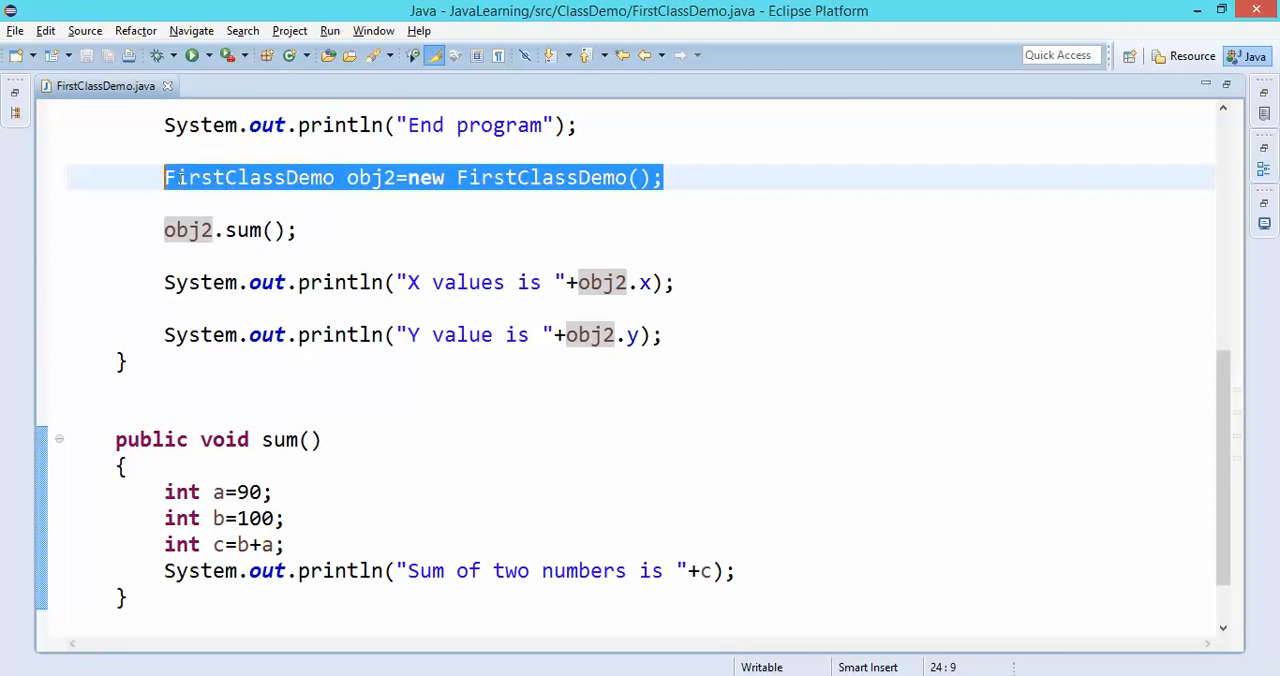 Java - JavaLearning/src/ClassDemo/FirstClassDemo.java - Eclipse Platform
File Edit Source Refactor Navigate Search Project Run Window Help
Quick Access Resource Java
FirstClassDemo.java
System.out.println("End program");
FirstClassDemo obj2=new FirstClassDemo();
obj2.sum();
System.out.println("X values is "+obj2.x);
System.out.println("Y value is "+obj2.y);
}
public void sum()
{
int a=90;
int b=100;
int c=b+a;
System.out.println("Sum of two numbers is "+c);
}
Writable Smart Insert 24:9